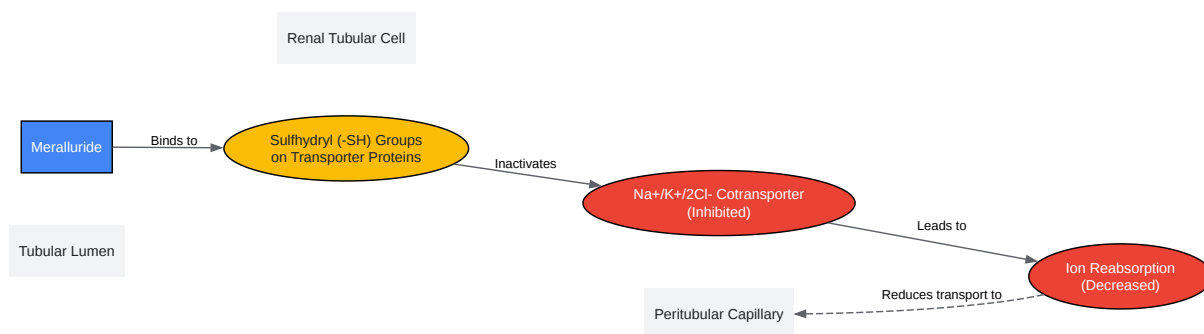 Renal Tubular Cell
Meralluride
Binds to
Sulfhydryl (-SH) Groups
on Transporter Proteins
Inactivates
Na+/K+/2Cl- Cotransporter
(Inhibited)
Leads to
Tubular Lumen
Ion Reabsorption
(Decreased)
Reduces transport to
Peritubular Capillary